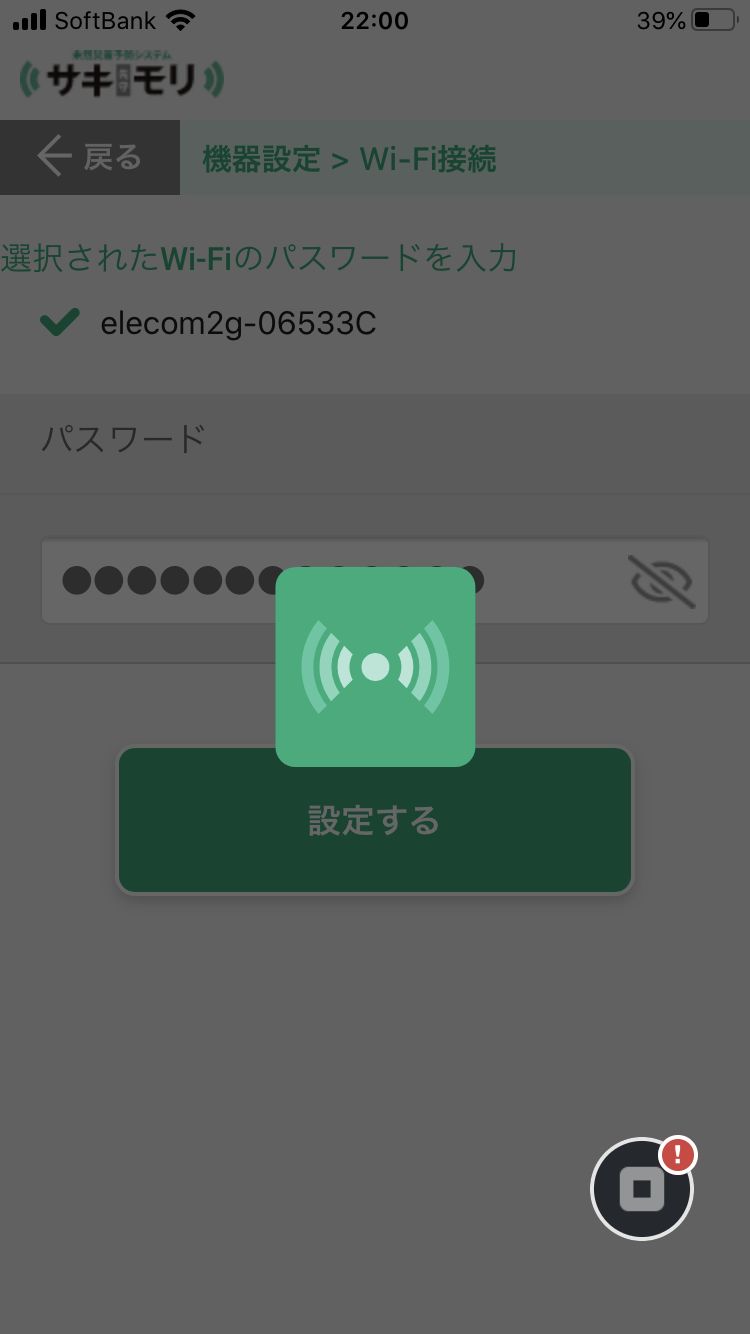 SoftBank 22:00 39%
サキモリ
戻る 機器設定 > Wi-Fi接続
選択されたWi-Fiのパスワードを入力
elecom2g-06533C
パスワード
設定する
!